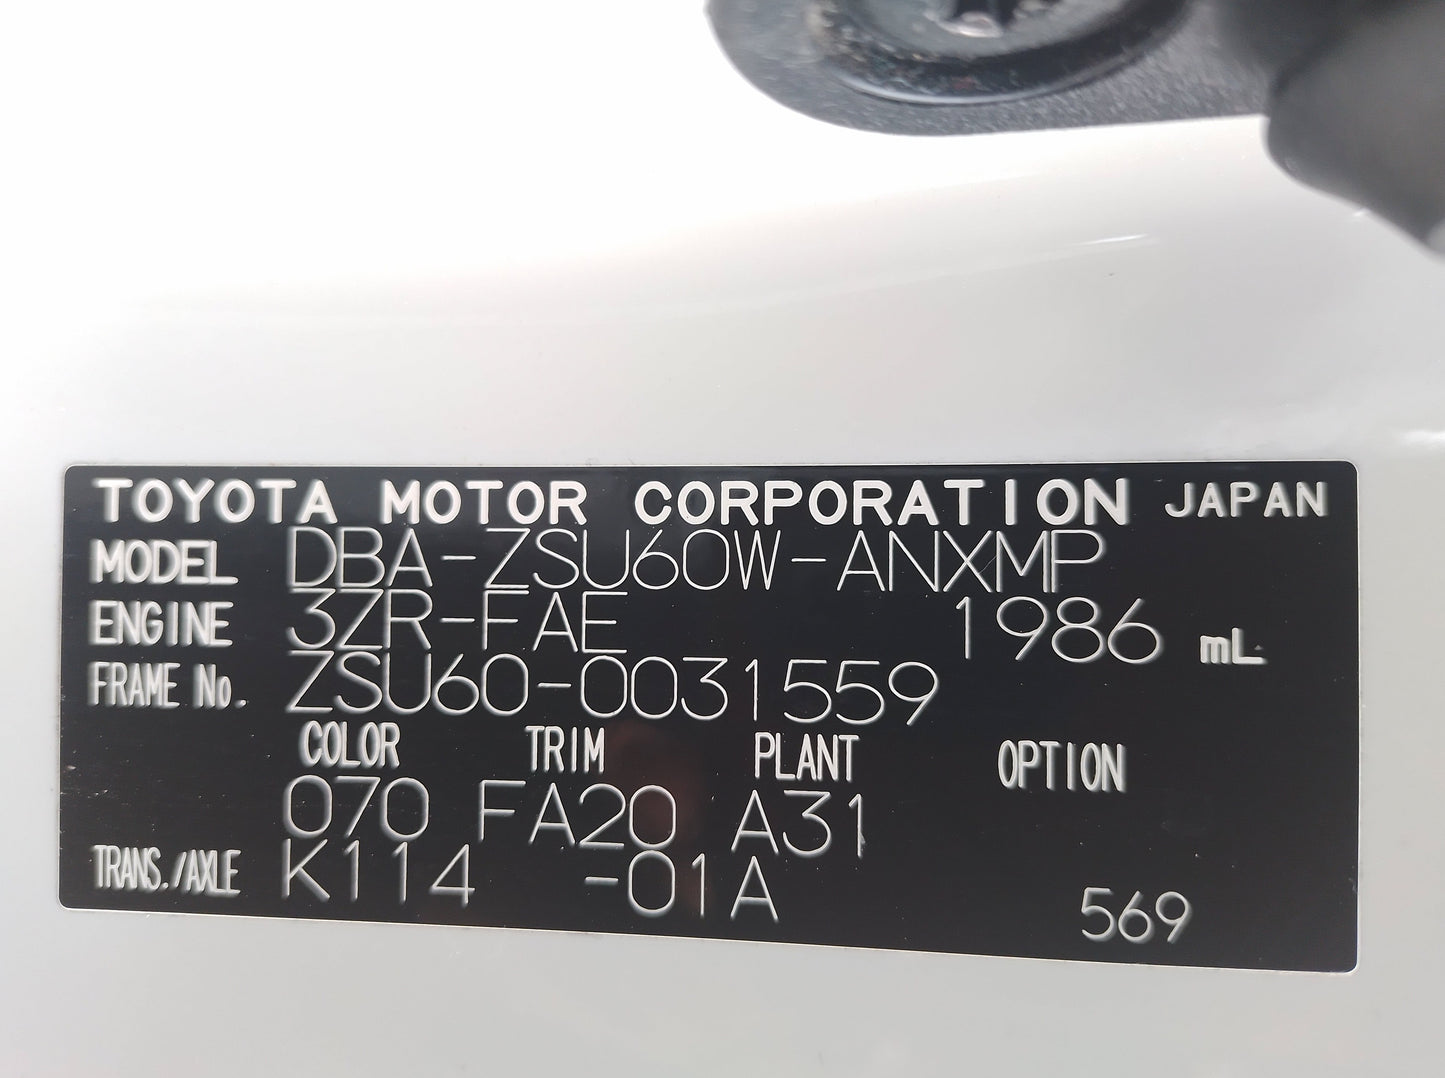 TOYOTA MOTOR CORPORATION JAPAN
MODEL DBA-ZSU60W-ANXMP
ENGINE 3ZR-FAE 1986 mL
FRAME No. ZSU60-0031559
COLOR TRIM PLANT OPTION
070 FA20 A31
TRANS./AXLE K114 -01A 569